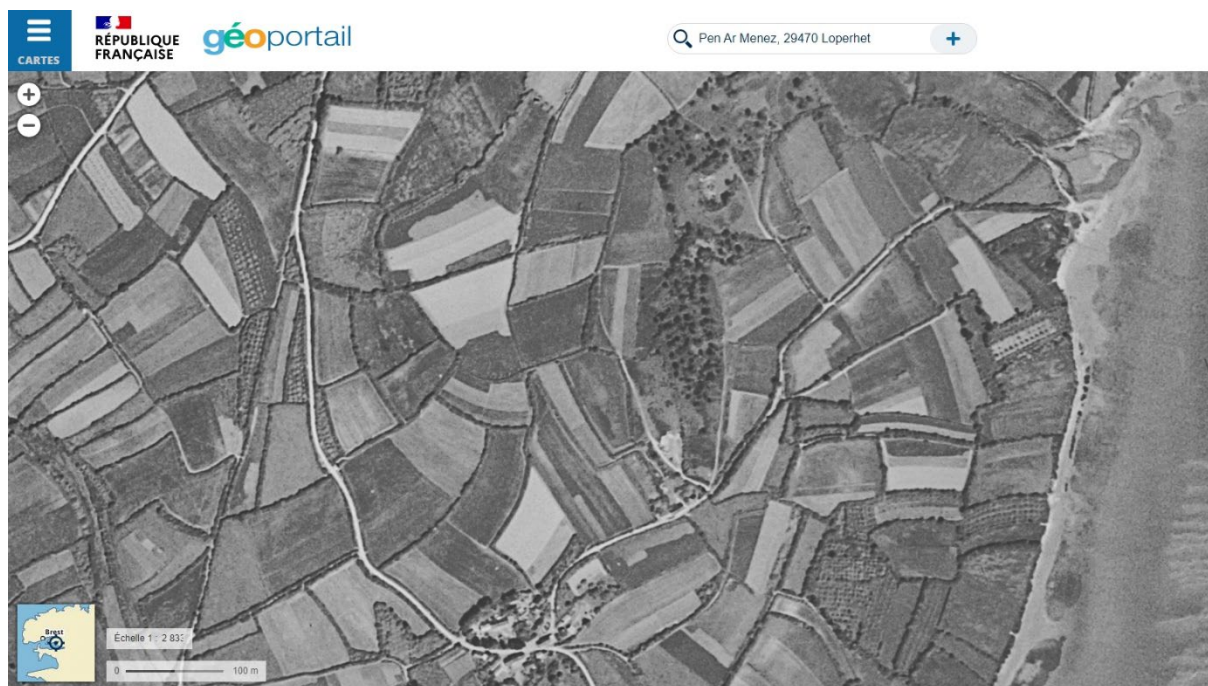 CARTES
RÉPUBLIQUE
FRANÇAISE
géoportail
Pen Ar Menez, 29470 Loperhet
+
+
−
Brest
Échelle 1 : 2 833
0 100 m